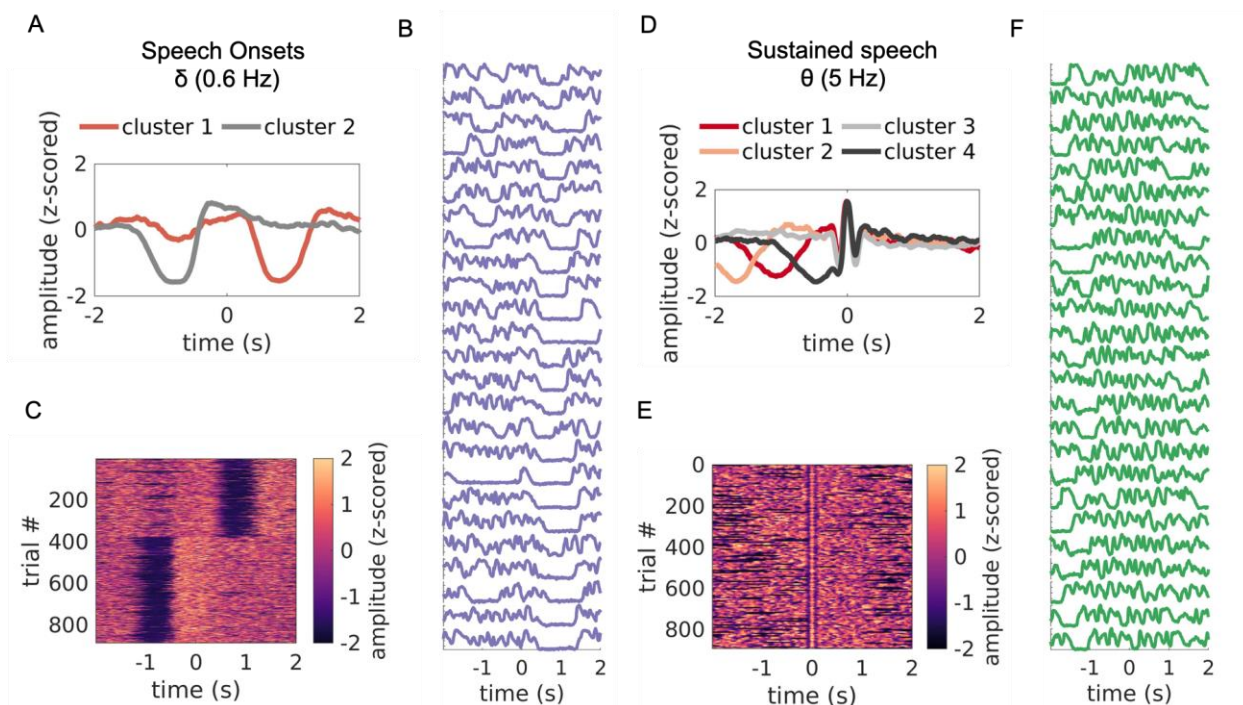 A
Speech Onsets
δ (0.6 Hz)
cluster 1
cluster 2
amplitude (z-scored)
2
0
-2
-2
0
2
time (s)
B
-2
0
2
time (s)
C
trial #
200
400
600
800
-1
0
1
2
time (s)
2
1
0
-1
-2
amplitude (z-scored)
D
Sustained speech
θ (5 Hz)
cluster 1
cluster 3
cluster 2
cluster 4
amplitude (z-scored)
2
0
-2
-2
0
2
time (s)
E
trial #
0
200
400
600
800
-1
0
1
2
time (s)
2
1
0
-1
-2
amplitude (z-scored)
F
-2
-1
0
1
2
time (s)